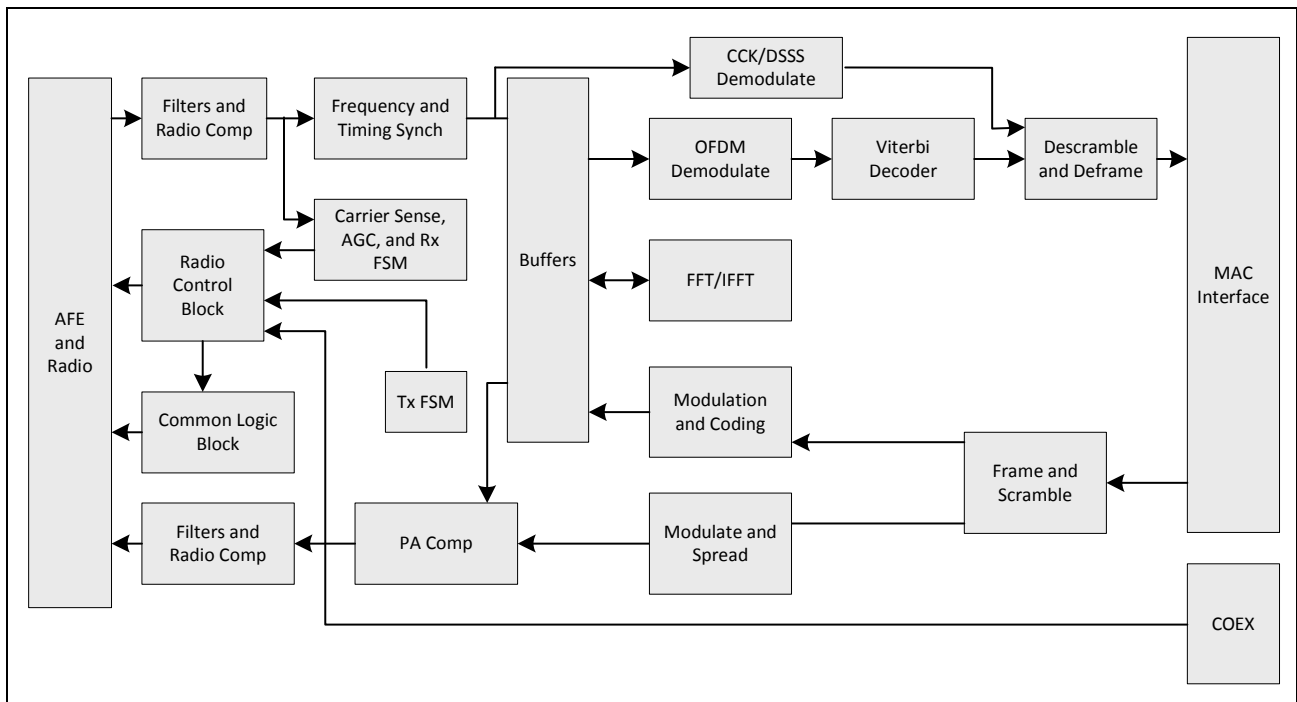 CCK/DSSS
Demodulate
Filters and
Radio Comp
Frequency and
Timing Synch
OFDM
Demodulate
Viterbi
Decoder
Descramble
and Deframe
Carrier Sense,
AGC, and Rx
FSM
Radio
Control
Block
Buffers
FFT/IFFT
MAC
Interface
AFE
and
Radio
Tx FSM
Common Logic
Block
Modulation
and Coding
Frame and
Scramble
Filters and
Radio Comp
PA Comp
Modulate and
Spread
COEX